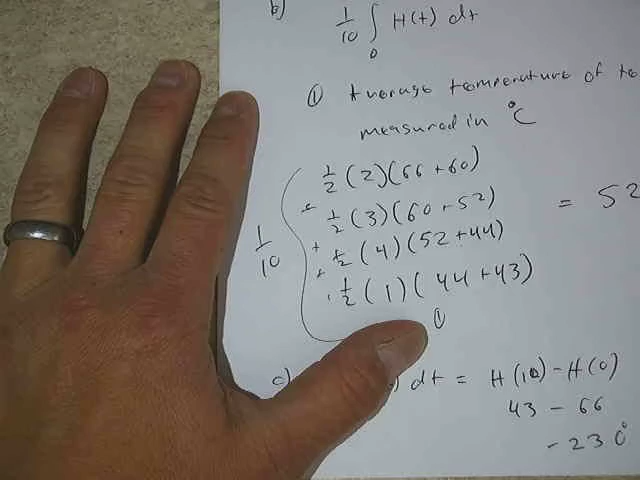 b) 1/10 ∫₀ H(t) dt
① Average temperature of
measured in °C
1/2 (2)(66 + 60)
+ 1/2 (3)(60 + 52) = 52
1/10
+ 1/2 (4)(52 + 44)
+ 1/2 (1)(44 + 43)
①
c) dt = H(10) - H(0)
43 - 66
-23°